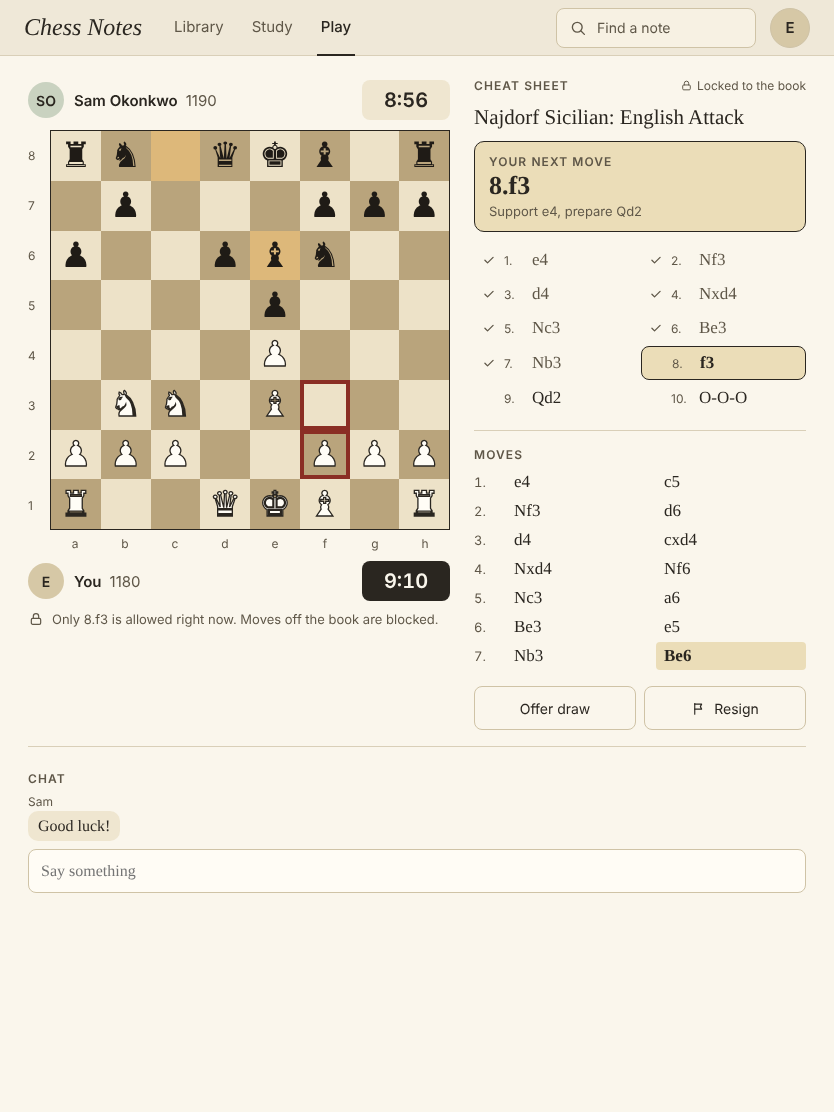 Chess Notes Library Study Play Find a note E
SO Sam Okonkwo 1190 8:56
8
7
6
5
4
3
2
1
a b c d e f g h
E You 1180 9:10
Only 8.f3 is allowed right now. Moves off the book are blocked.
CHEAT SHEET Locked to the book
Najdorf Sicilian: English Attack
YOUR NEXT MOVE
8.f3
Support e4, prepare Qd2
1. e4 2. Nf3
3. d4 4. Nxd4
5. Nc3 6. Be3
7. Nb3 8. f3
9. Qd2 10. O-O-O
MOVES
1. e4 c5
2. Nf3 d6
3. d4 cxd4
4. Nxd4 Nf6
5. Nc3 a6
6. Be3 e5
7. Nb3 Be6
Offer draw Resign
CHAT
Sam
Good luck!
Say something